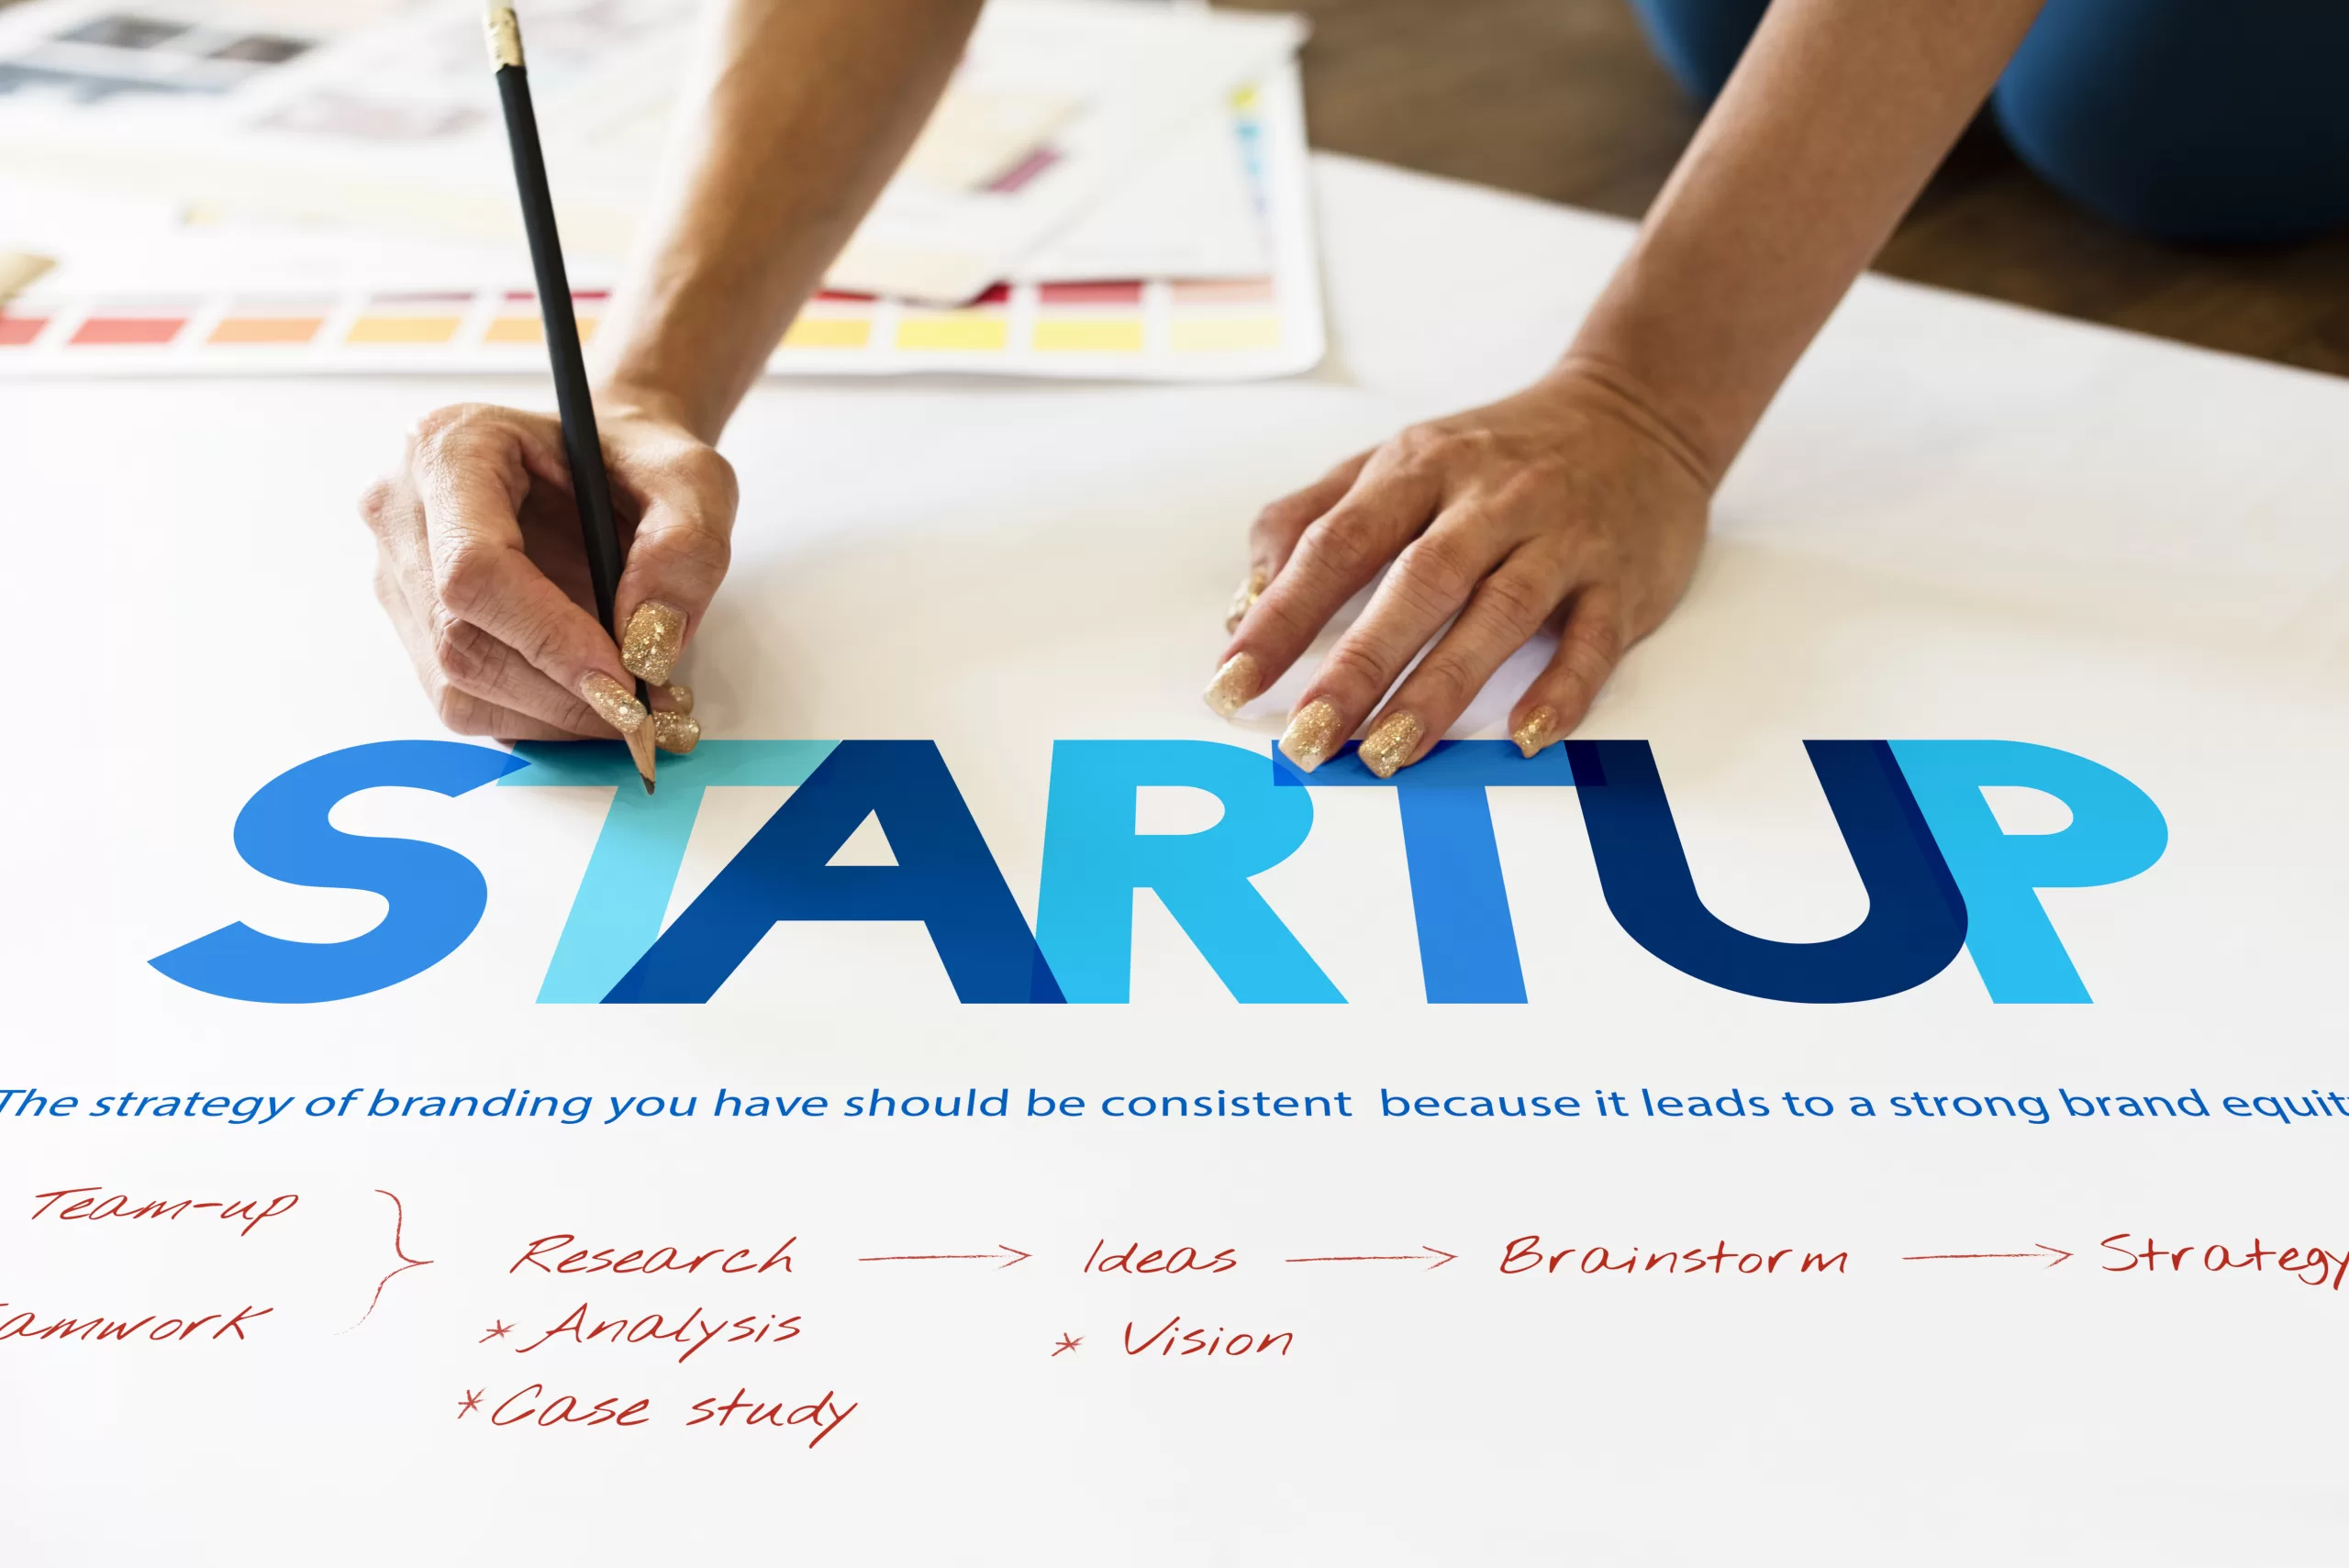 STARTUP
The strategy of branding you have should be consistent because it leads to a strong brand
Team-up
Research → Ideas → Brainstorm → Strategy
* Analysis
* Vision
* Case study